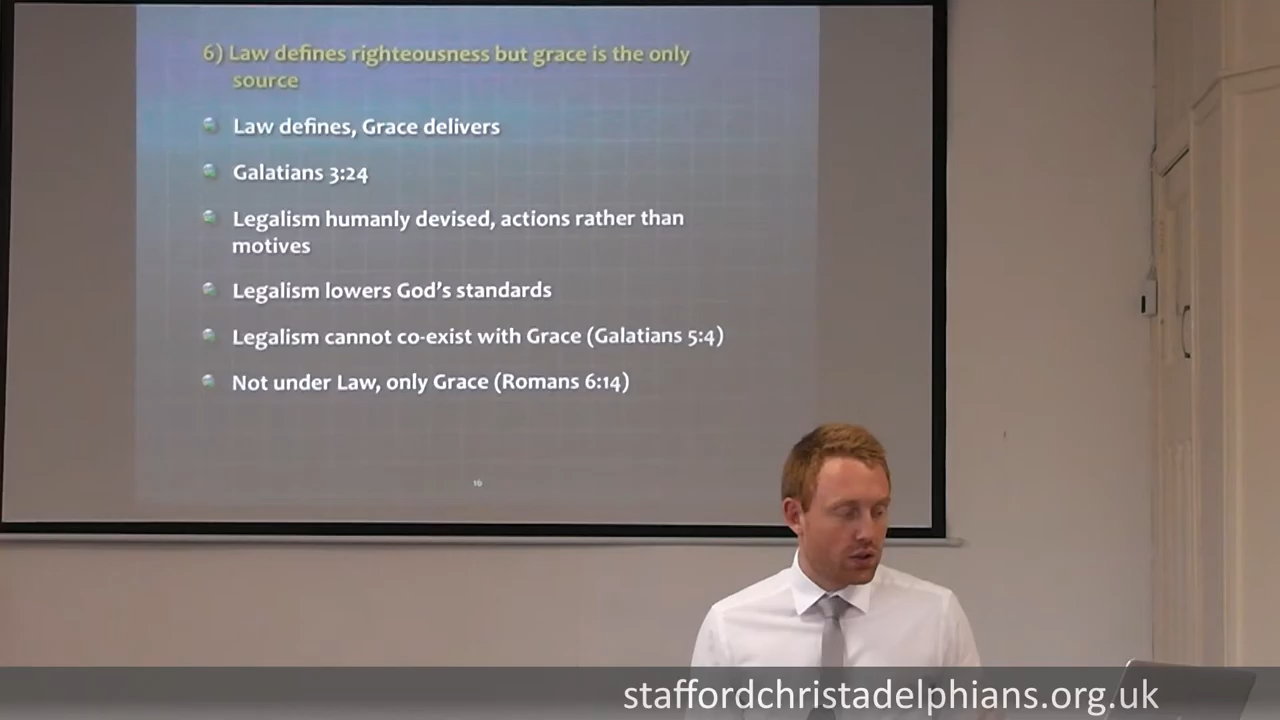 6) Law defines righteousness but grace is the only
source
Law defines, Grace delivers
Galatians 3:24
Legalism humanly devised, actions rather than
motives
Legalism lowers God's standards
Legalism cannot co-exist with Grace (Galatians 5:4)
Not under Law, only Grace (Romans 6:14)
16
staffordchristadelphians.org.uk